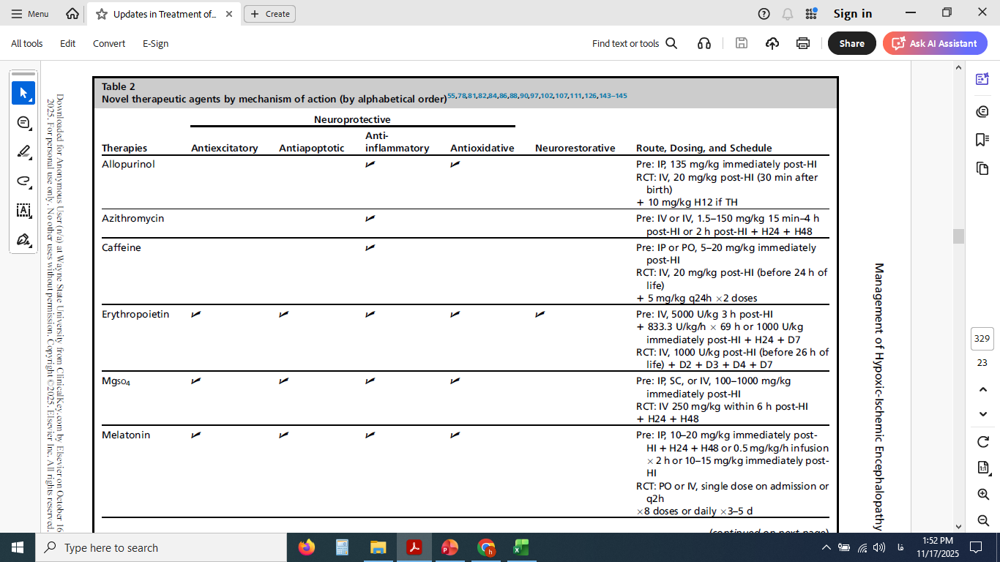 Menu
Updates in Treatment of...
Create
Sign in
All tools
Edit
Convert
E-Sign
Find text or tools
Share
Ask AI Assistant
Downloaded for Anonymous User (n/a) at Wayne State University from ClinicalKey.com by Elsevier on October 16
2025. For personal use only. No other uses without permission. Copyright ©2025. Elsevier Inc. All rights reserved.
Table 2
Novel therapeutic agents by mechanism of action (by alphabetical order)55,78,81,82,84,86,88,90,97,102,107,111,126,143–145
Neuroprotective
Therapies Antiexcitatory Antiapoptotic Anti-
inflammatory Antioxidative Neurorestorative Route, Dosing, and Schedule
Allopurinol ✓ ✓ Pre: IP, 135 mg/kg immediately post-HI
RCT: IV, 20 mg/kg post-HI (30 min after
birth)
+ 10 mg/kg H12 if TH
Azithromycin ✓ Pre: IV or IV, 1.5–150 mg/kg 15 min–4 h
post-HI or 2 h post-HI + H24 + H48
Caffeine ✓ Pre: IP or PO, 5–20 mg/kg immediately
post-HI
RCT: IV, 20 mg/kg post-HI (before 24 h of
life)
+ 5 mg/kg q24h ×2 doses
Erythropoietin ✓ ✓ ✓ ✓ ✓ Pre: IV, 5000 U/kg 3 h post-HI
+ 833.3 U/kg/h × 69 h or 1000 U/kg
immediately post-HI + H24 + D7
RCT: IV, 1000 U/kg post-HI (before 26 h of
life) + D2 + D3 + D4 + D7
Mgso4 ✓ ✓ ✓ ✓ Pre: IP, SC, or IV, 100–1000 mg/kg
immediately post-HI
RCT: IV 250 mg/kg within 6 h post-HI
+ H24 + H48
Melatonin ✓ ✓ ✓ ✓ Pre: IP, 10–20 mg/kg immediately post-
HI + H24 + H48 or 0.5 mg/kg/h infusion
× 2 h or 10–15 mg/kg immediately post-
HI
RCT: PO or IV, single dose on admission or
q2h
×8 doses or daily ×3–5 d
(continued on next page)
Management of Hypoxic-Ischemic Encephalopathy
329
23
1:1
Type here to search
فا
1:52 PM
11/17/2025